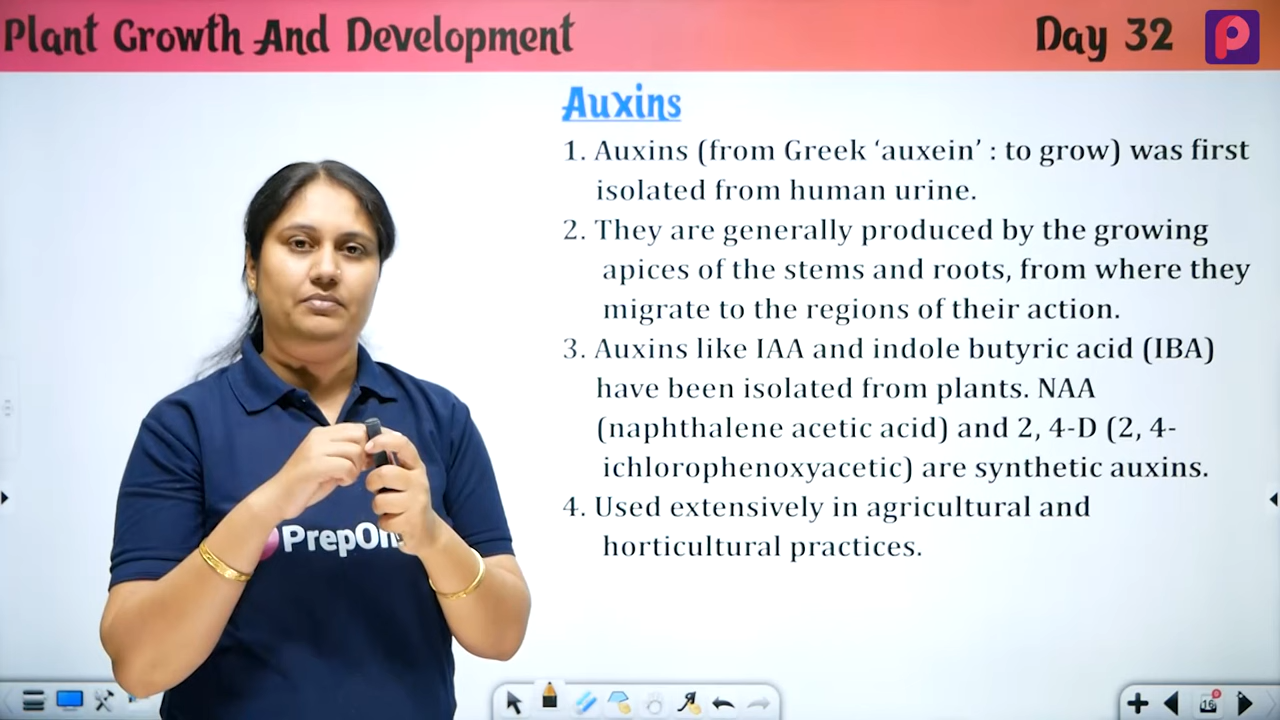 Plant Growth And Development
Day 32
Auxins
1. Auxins (from Greek ‘auxein’ : to grow) was first
isolated from human urine.
2. They are generally produced by the growing
apices of the stems and roots, from where they
migrate to the regions of their action.
3. Auxins like IAA and indole butyric acid (IBA)
have been isolated from plants. NAA
(naphthalene acetic acid) and 2, 4-D (2, 4-
ichlorophenoxyacetic) are synthetic auxins.
4. Used extensively in agricultural and
horticultural practices.
PrepOn
16